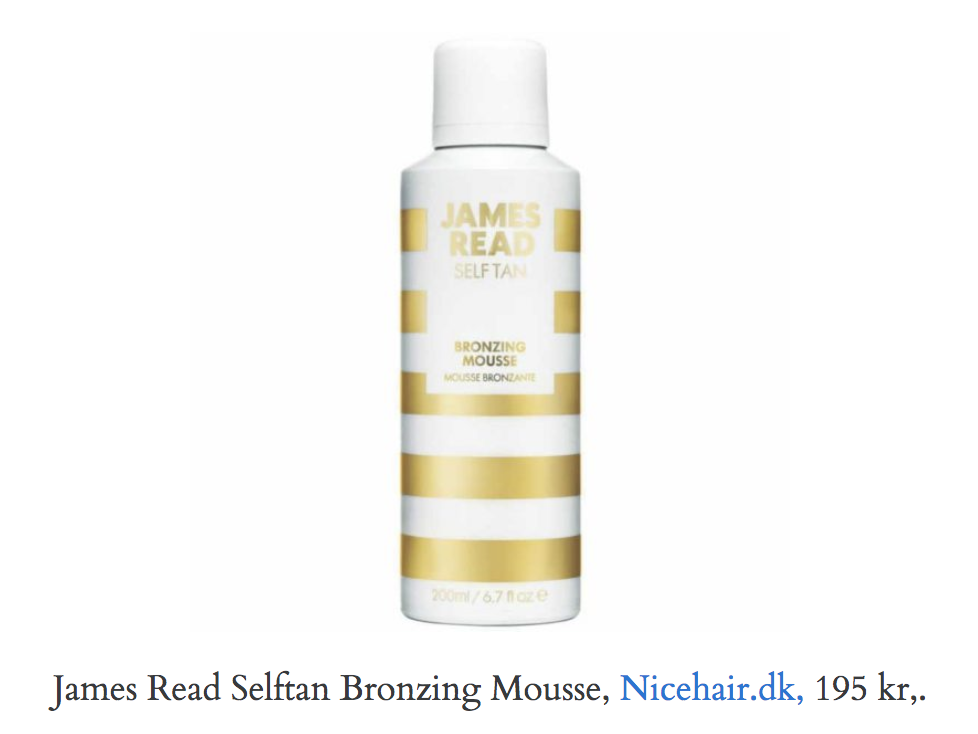 JAMES
READ
SELF TAN
BRONZING
MOUSSE
MOUSSE BRONZANTE
200ml / 6.7 fl oz ℮
James Read Selftan Bronzing Mousse, Nicehair.dk, 195 kr,.